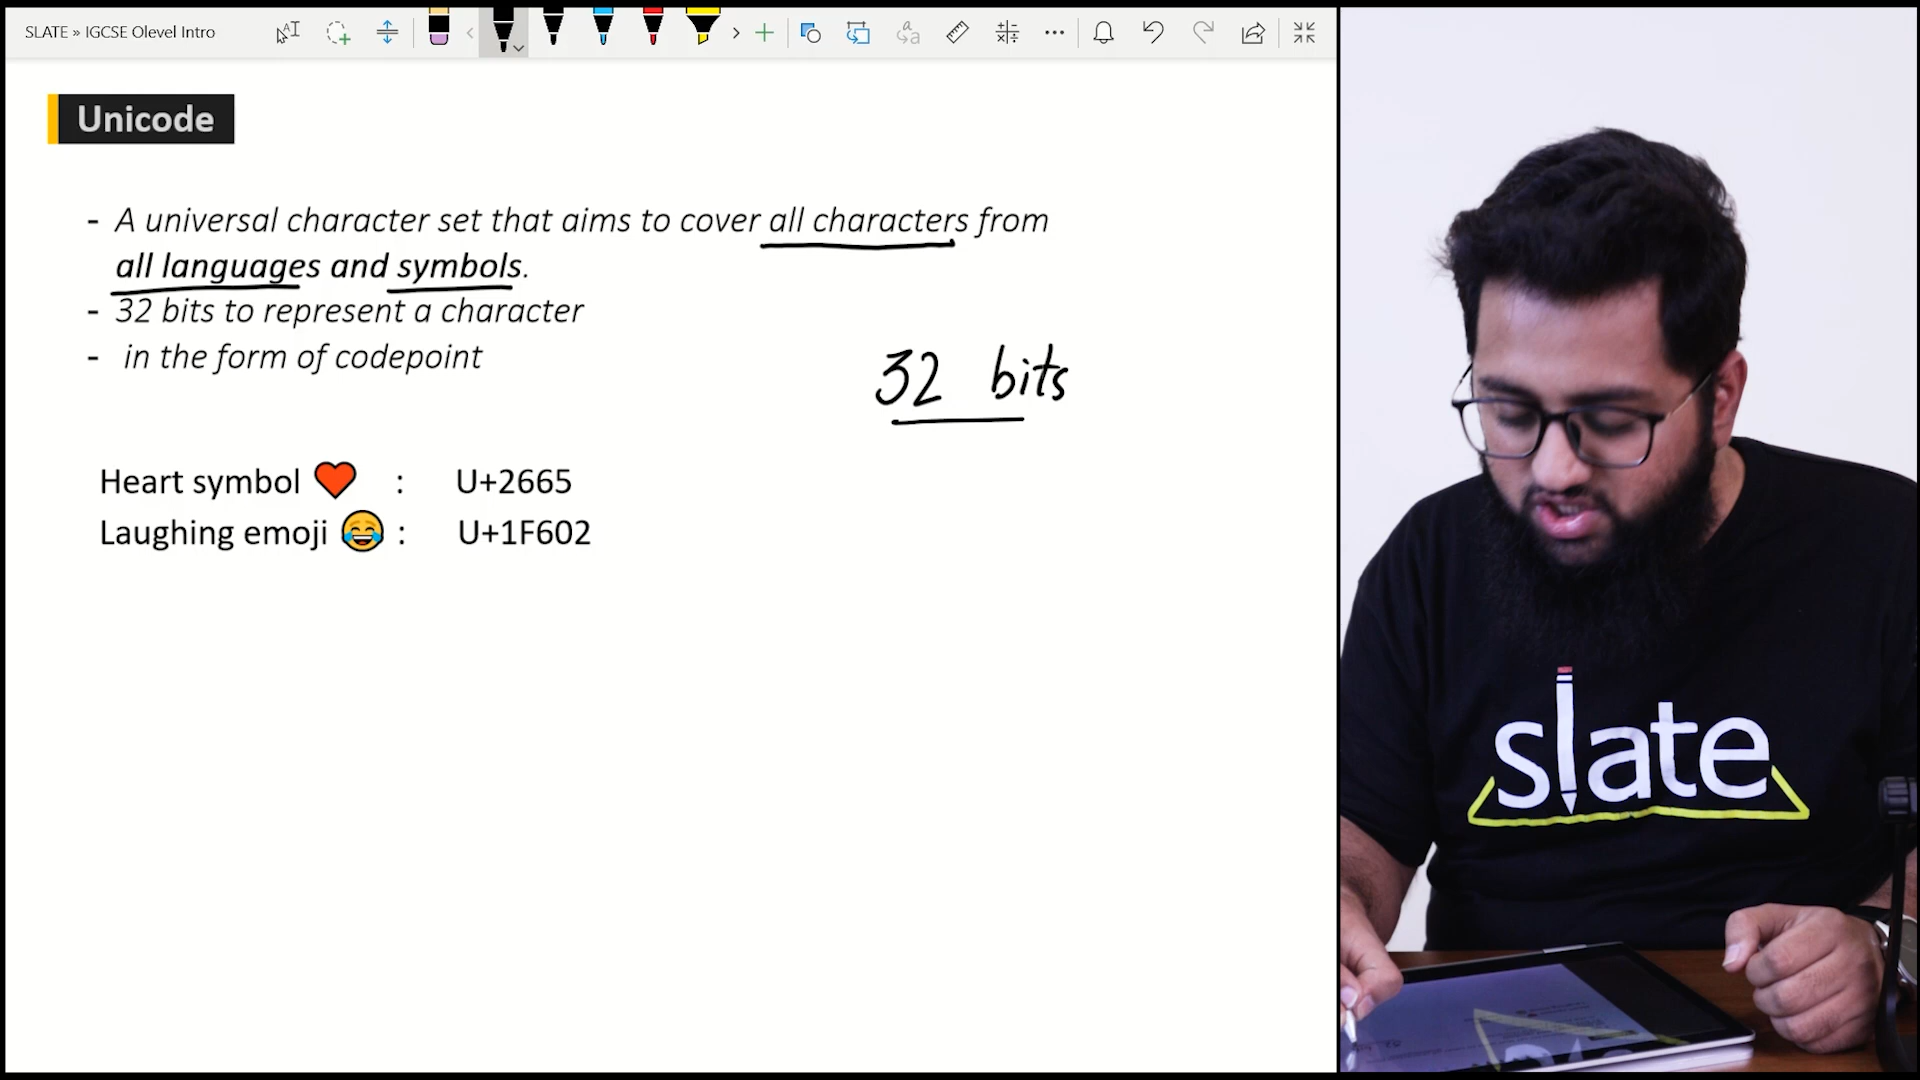 SLATE » IGCSE Olevel Intro
Unicode
- A universal character set that aims to cover all characters from
all languages and symbols.
- 32 bits to represent a character
- in the form of codepoint
32 bits
Heart symbol ❤ : U+2665
Laughing emoji 😂 : U+1F602
slate